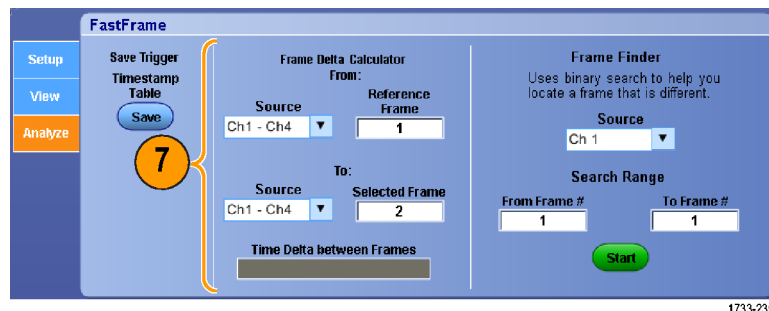 FastFrame
Setup
View
Analyze
Save Trigger
Timestamp
Table
Save
7
Frame Delta Calculator
From:
Source
Reference
Frame
Ch1 - Ch4
1
To:
Source
Selected Frame
Ch1 - Ch4
2
Time Delta between Frames
Frame Finder
Uses binary search to help you
locate a frame that is different.
Source
Ch 1
Search Range
From Frame #
To Frame #
1
1
Start